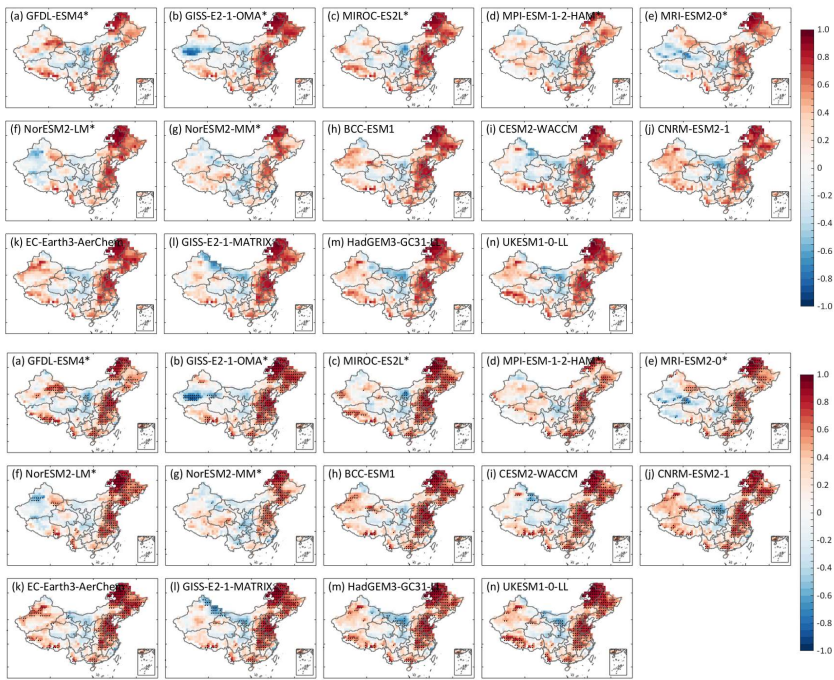 (a) GFDL-ESM4*
(b) GISS-E2-1-OMA*
(c) MIROC-ES2L*
(d) MPI-ESM-1-2-HAM*
(e) MRI-ESM2-0*
1.0
0.8
0.6
0.4
0.2
0
-0.2
-0.4
-0.6
-0.8
-1.0
(f) NorESM2-LM*
(g) NorESM2-MM*
(h) BCC-ESM1
(i) CESM2-WACCM
(j) CNRM-ESM2-1
(k) EC-Earth3-AerChem
(l) GISS-E2-1-MATRIX
(m) HadGEM3-GC31-LL
(n) UKESM1-0-LL
(a) GFDL-ESM4*
(b) GISS-E2-1-OMA*
(c) MIROC-ES2L*
(d) MPI-ESM-1-2-HAM*
(e) MRI-ESM2-0*
1.0
0.8
0.6
0.4
0.2
0
-0.2
-0.4
-0.6
-0.8
-1.0
(f) NorESM2-LM*
(g) NorESM2-MM*
(h) BCC-ESM1
(i) CESM2-WACCM
(j) CNRM-ESM2-1
(k) EC-Earth3-AerChem
(l) GISS-E2-1-MATRIX
(m) HadGEM3-GC31-LL
(n) UKESM1-0-LL